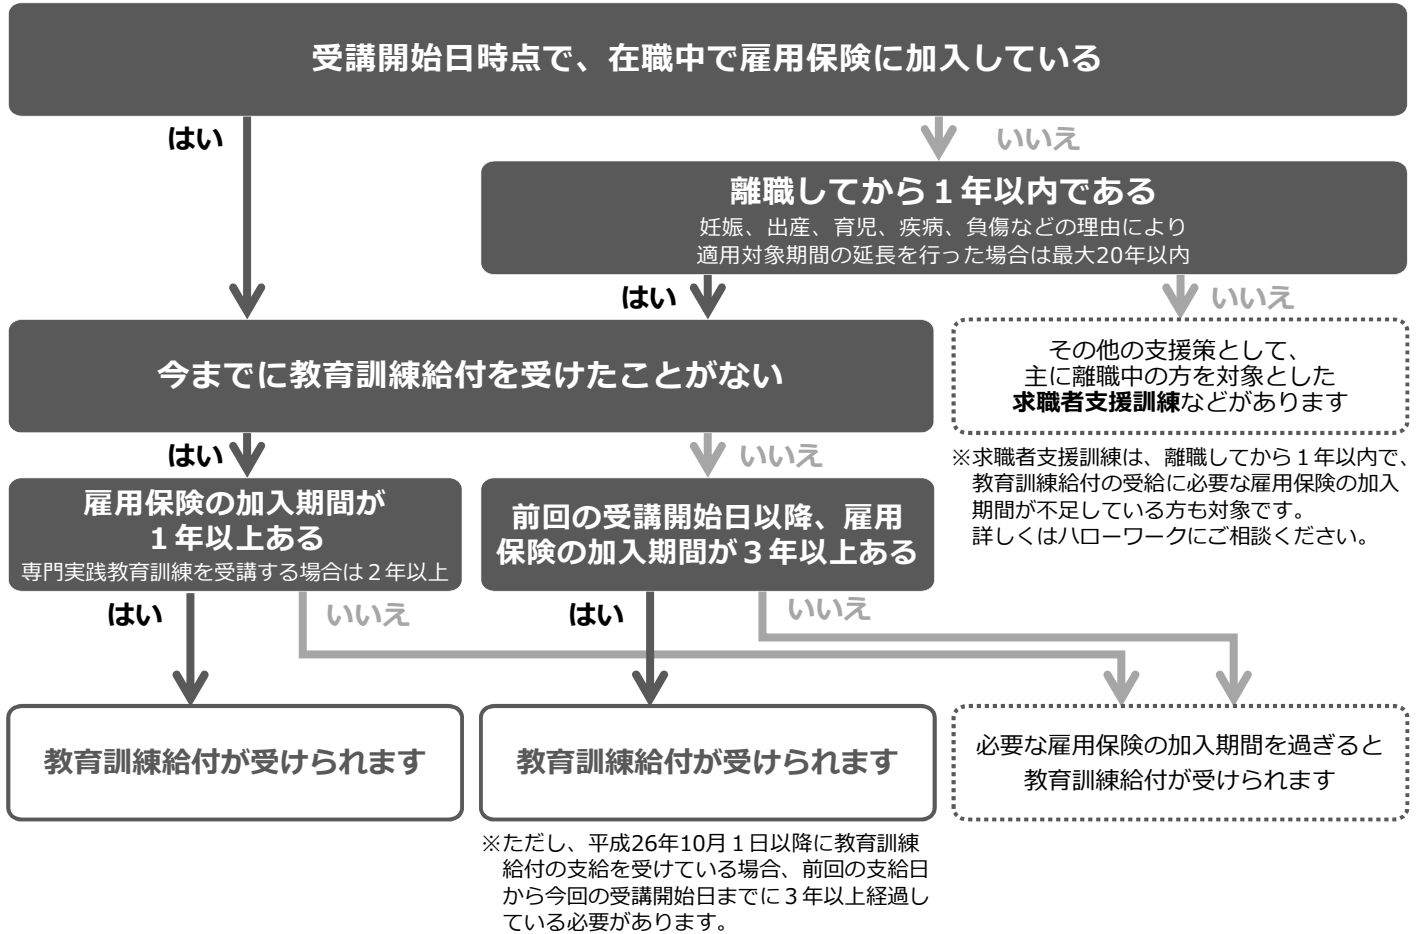 受講開始日時点で、在職中で雇用保険に加入している
はい
いいえ
離職してから１年以内である
妊娠、出産、育児、疾病、負傷などの理由により
適用対象期間の延長を行った場合は最大20年以内
はい
いいえ
今までに教育訓練給付を受けたことがない
その他の支援策として、
主に離職中の方を対象とした
求職者支援訓練などがあります
※求職者支援訓練は、離職してから１年以内で、
教育訓練給付の受給に必要な雇用保険の加入
期間が不足している方も対象です。
詳しくはハローワークにご相談ください。
はい
いいえ
雇用保険の加入期間が
１年以上ある
専門実践教育訓練を受講する場合は２年以上
前回の受講開始日以降、雇用
保険の加入期間が３年以上ある
はい
いいえ
はい
いいえ
教育訓練給付が受けられます
教育訓練給付が受けられます
必要な雇用保険の加入期間を過ぎると
教育訓練給付が受けられます
※ただし、平成26年10月１日以降に教育訓練
給付の支給を受けている場合、前回の支給日
から今回の受講開始日までに３年以上経過し
ている必要があります。